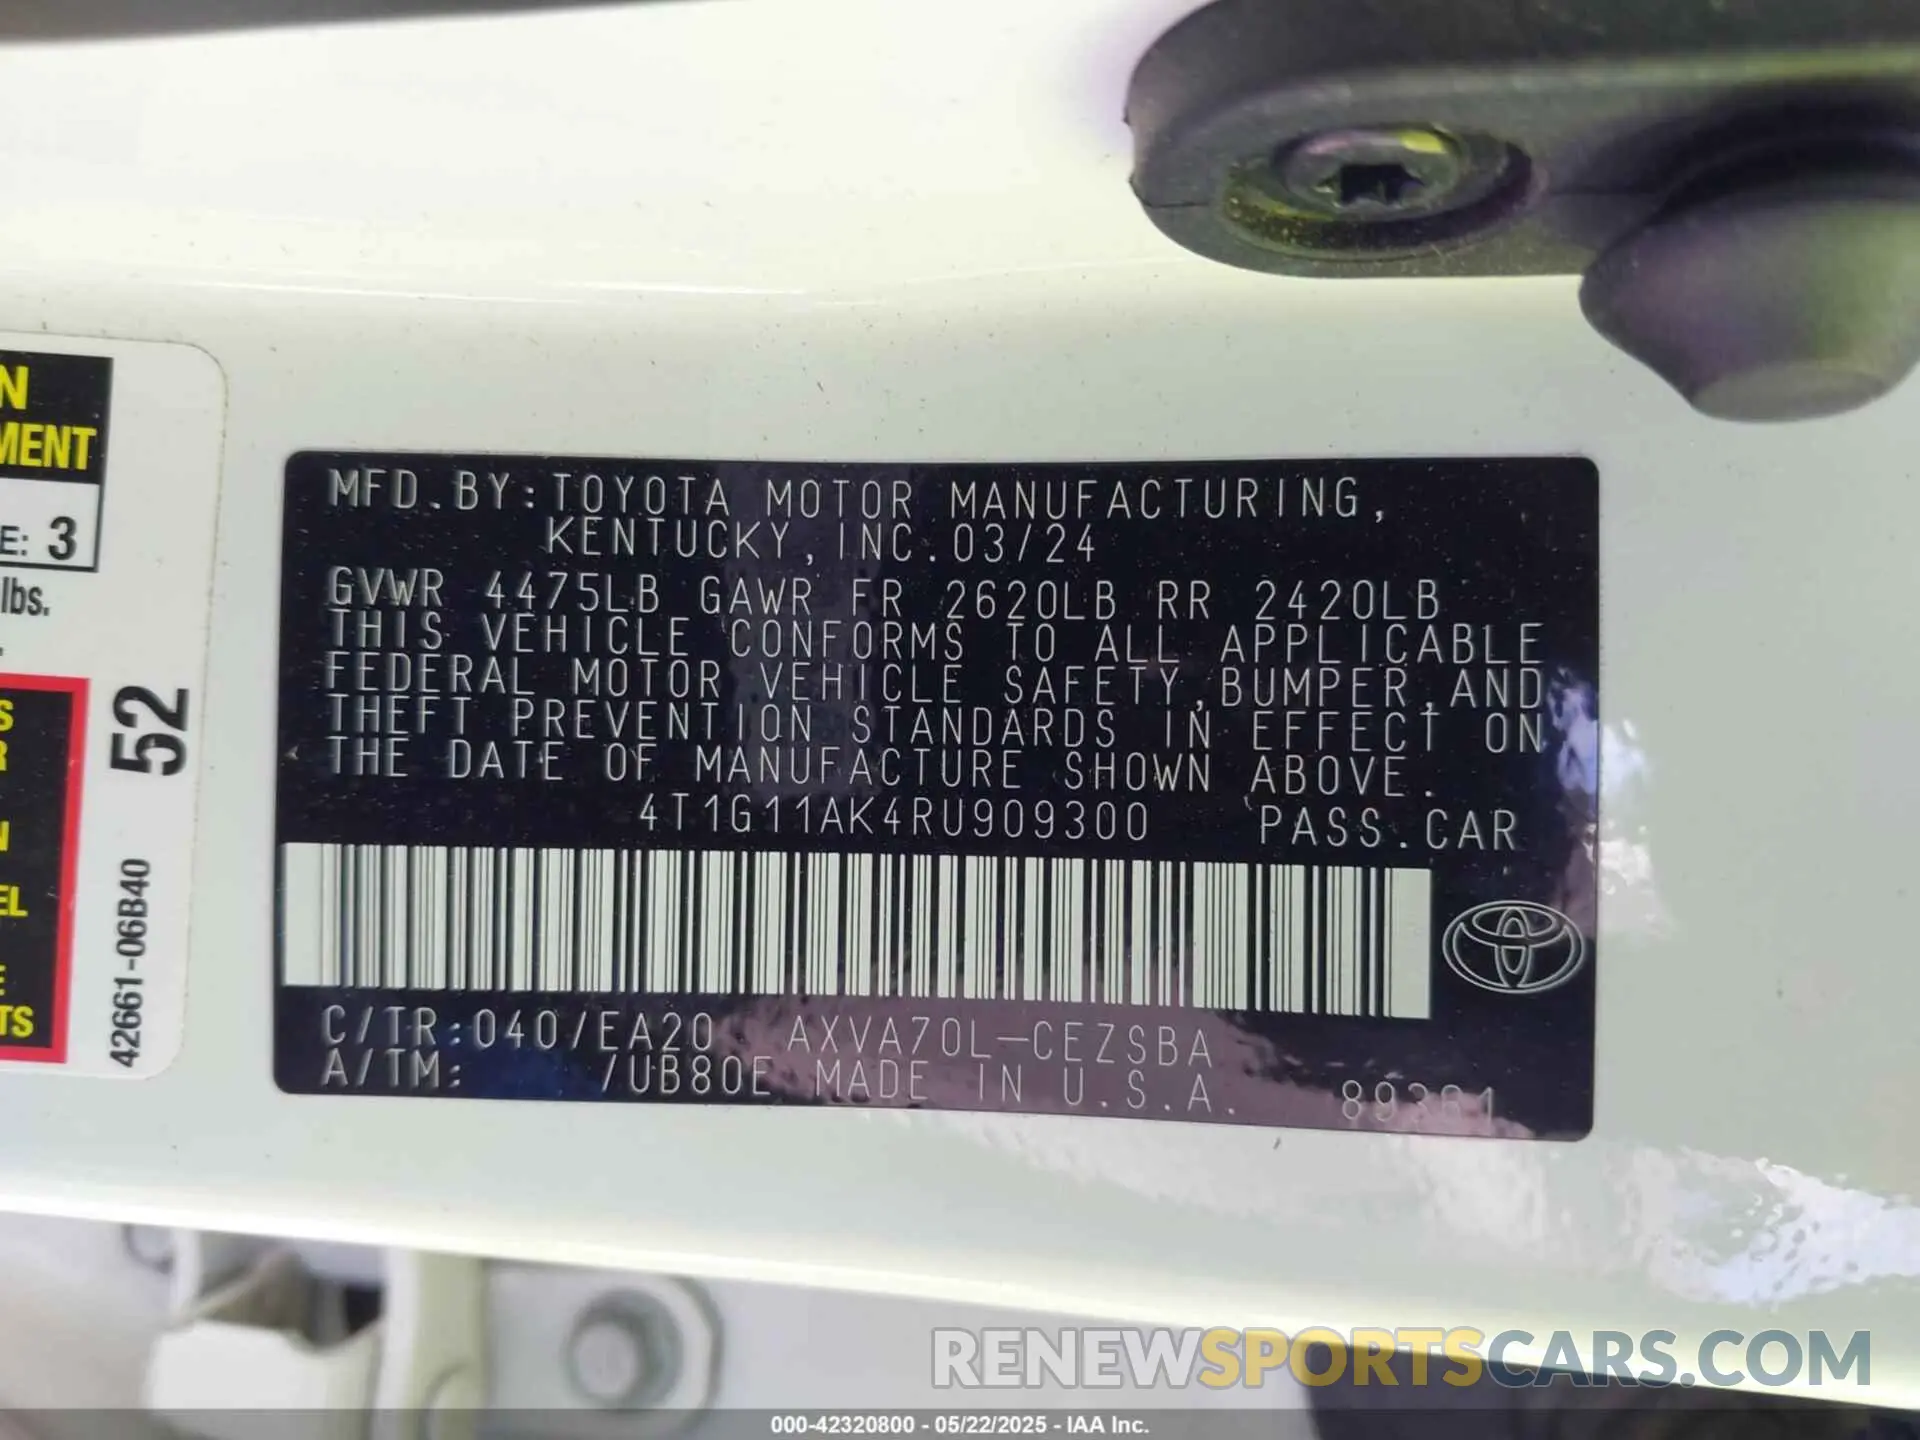 N
MENT
E: 3
lbs.
S
R
N
EL
E
TS
52
42661-06B40
MFD.BY:TOYOTA MOTOR MANUFACTURING,
KENTUCKY,INC.03/24
GVWR 4475LB GAWR FR 2620LB RR 2420LB
THIS VEHICLE CONFORMS TO ALL APPLICABLE
FEDERAL MOTOR VEHICLE SAFETY,BUMPER,AND
THEFT PREVENTION STANDARDS IN EFFECT ON
THE DATE OF MANUFACTURE SHOWN ABOVE.
4T1G11AK4RU909300 PASS.CAR
C/TR:040/EA20 AXVA70L-CEZSBA
A/TM: /UB80E MADE IN U.S.A.
RENEWSPORTSCARS.COM
000-42320800 - 05/22/2025 - IAA Inc.